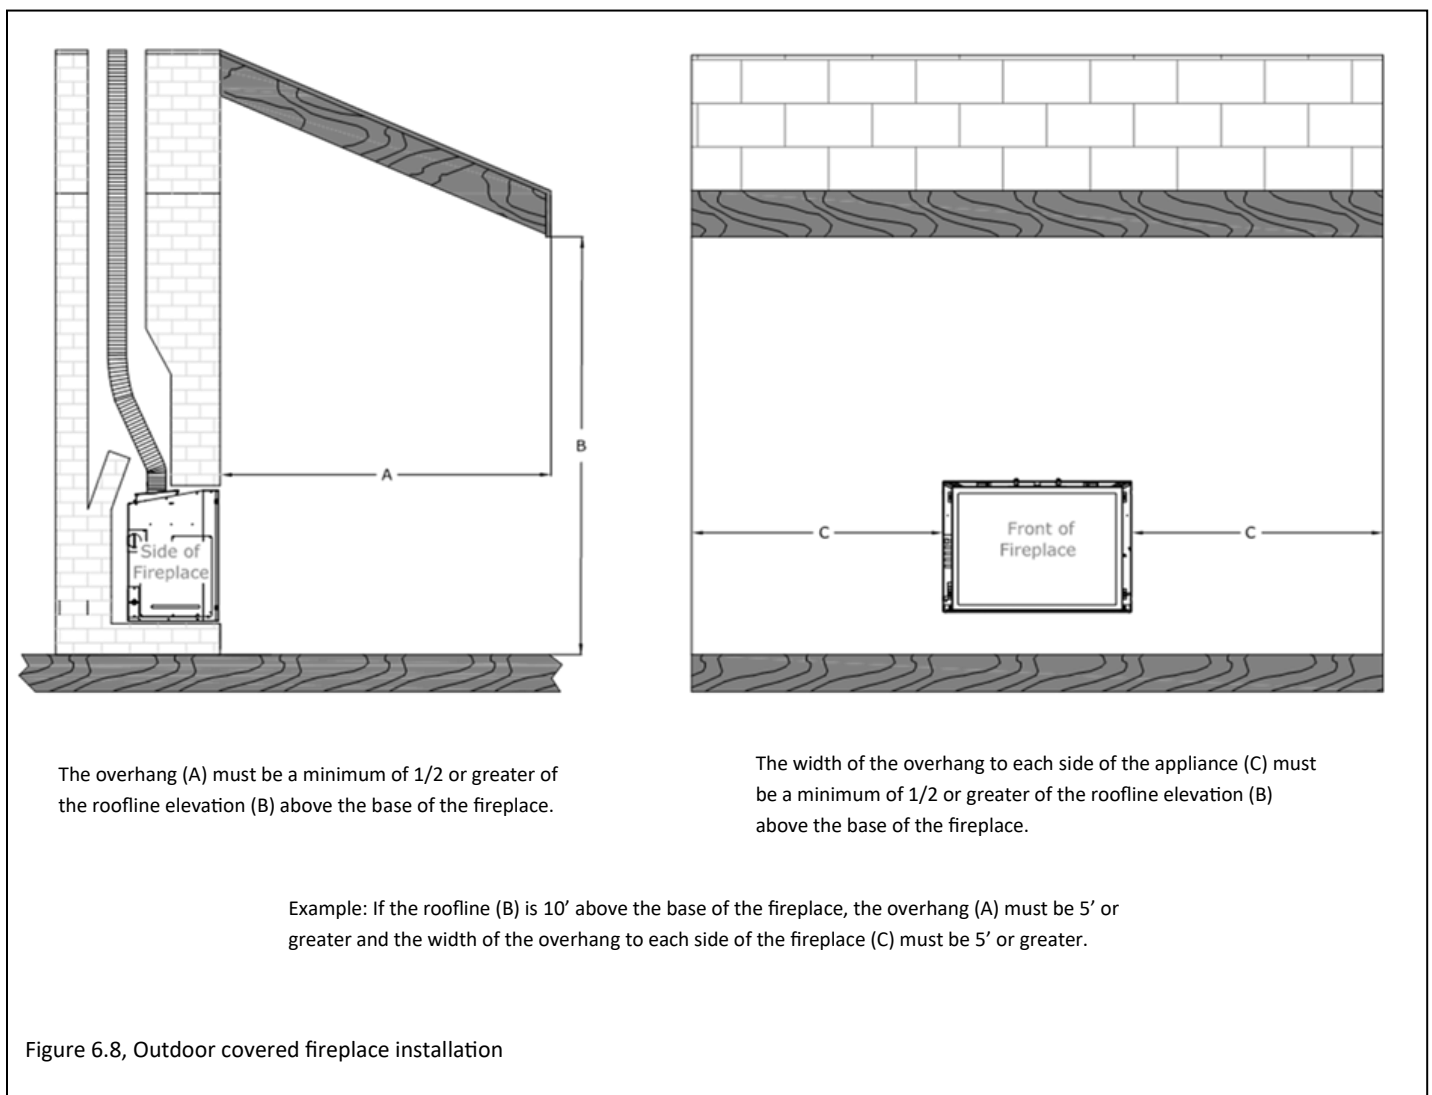 A
B
Side of
Fireplace
C
Front of
Fireplace
C
The overhang (A) must be a minimum of 1/2 or greater of
the roofline elevation (B) above the base of the fireplace.
The width of the overhang to each side of the appliance (C) must
be a minimum of 1/2 or greater of the roofline elevation (B)
above the base of the fireplace.
Example: If the roofline (B) is 10’ above the base of the fireplace, the overhang (A) must be 5’ or
greater and the width of the overhang to each side of the fireplace (C) must be 5’ or greater.
Figure 6.8, Outdoor covered fireplace installation